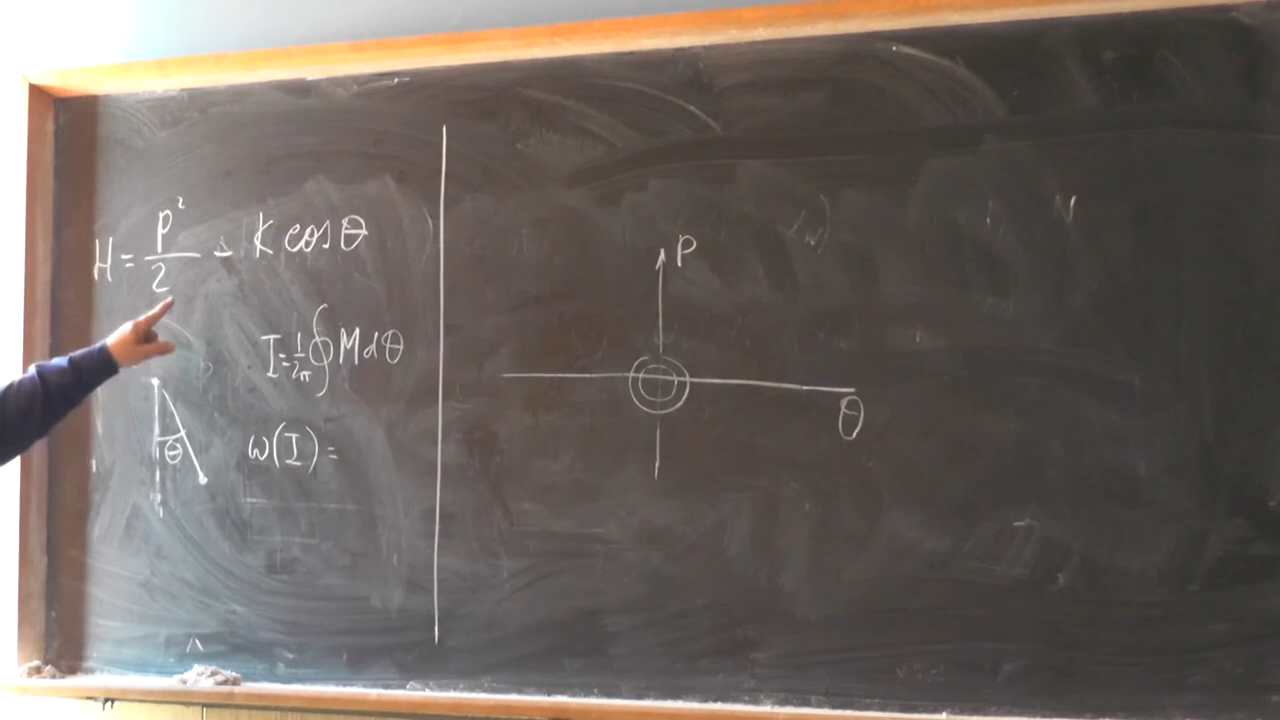 H = p²/2 - K cos θ
I = 1/2π ∮ M dθ
θ
ω(I) =
P
θ